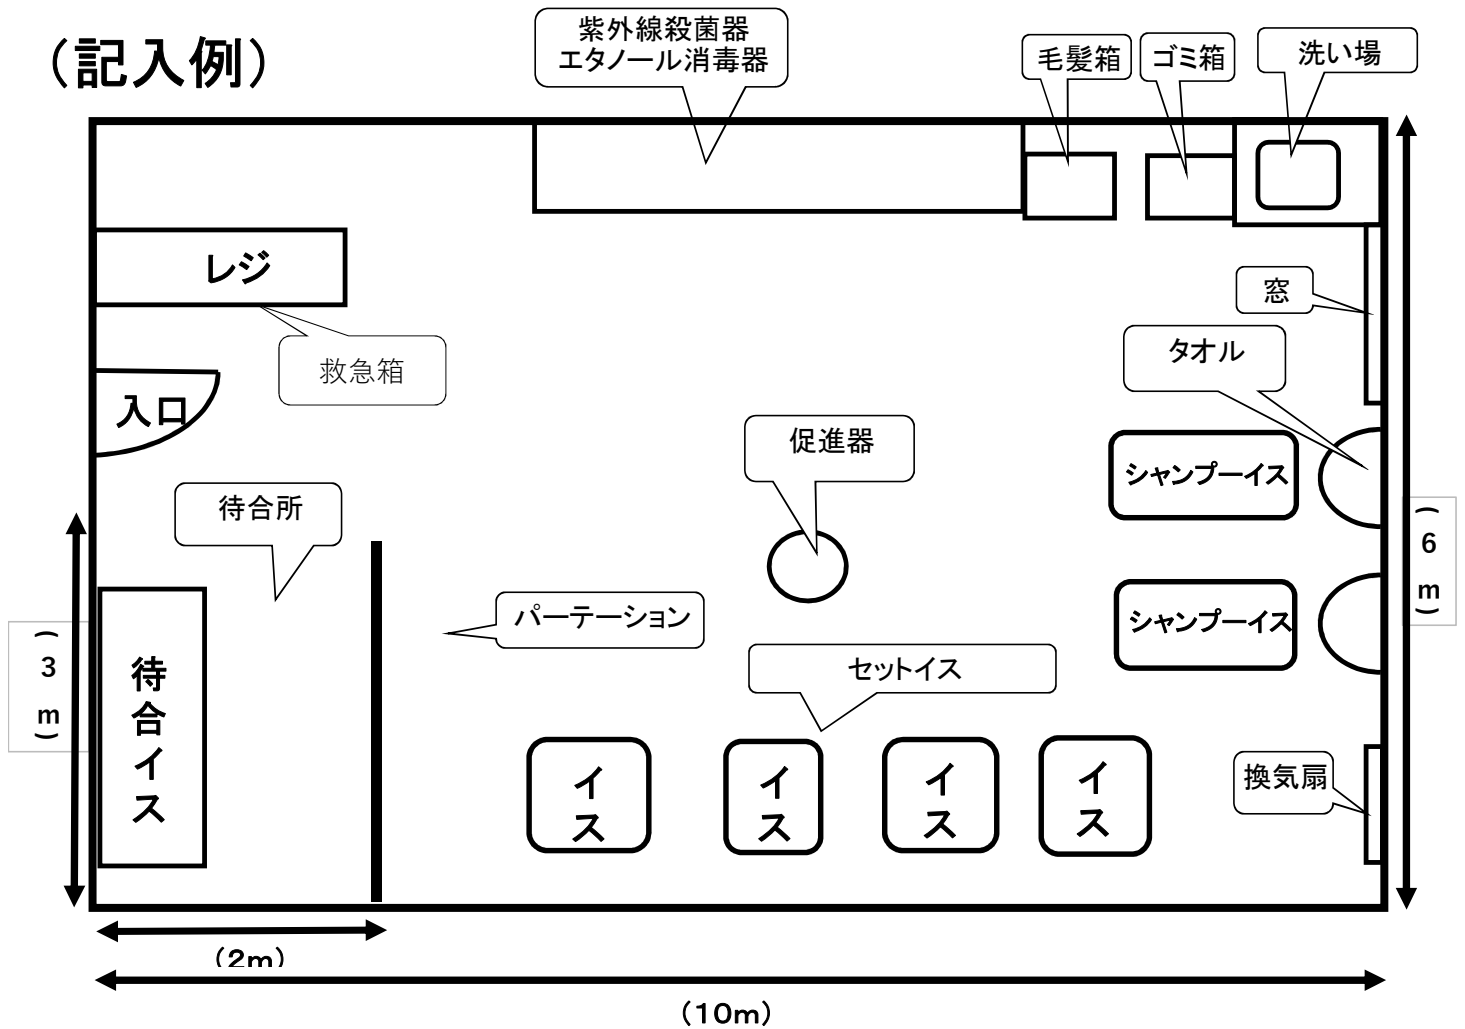 （記入例）
紫外線殺菌器
エタノール消毒器
毛髪箱
ゴミ箱
洗い場
レジ
救急箱
窓
タオル
入口
促進器
シャンプーイス
待合所
（6m）
パーテーション
シャンプーイス
（3m）
待合イス
セットイス
イス
イス
イス
イス
換気扇
（2m）
（10m）